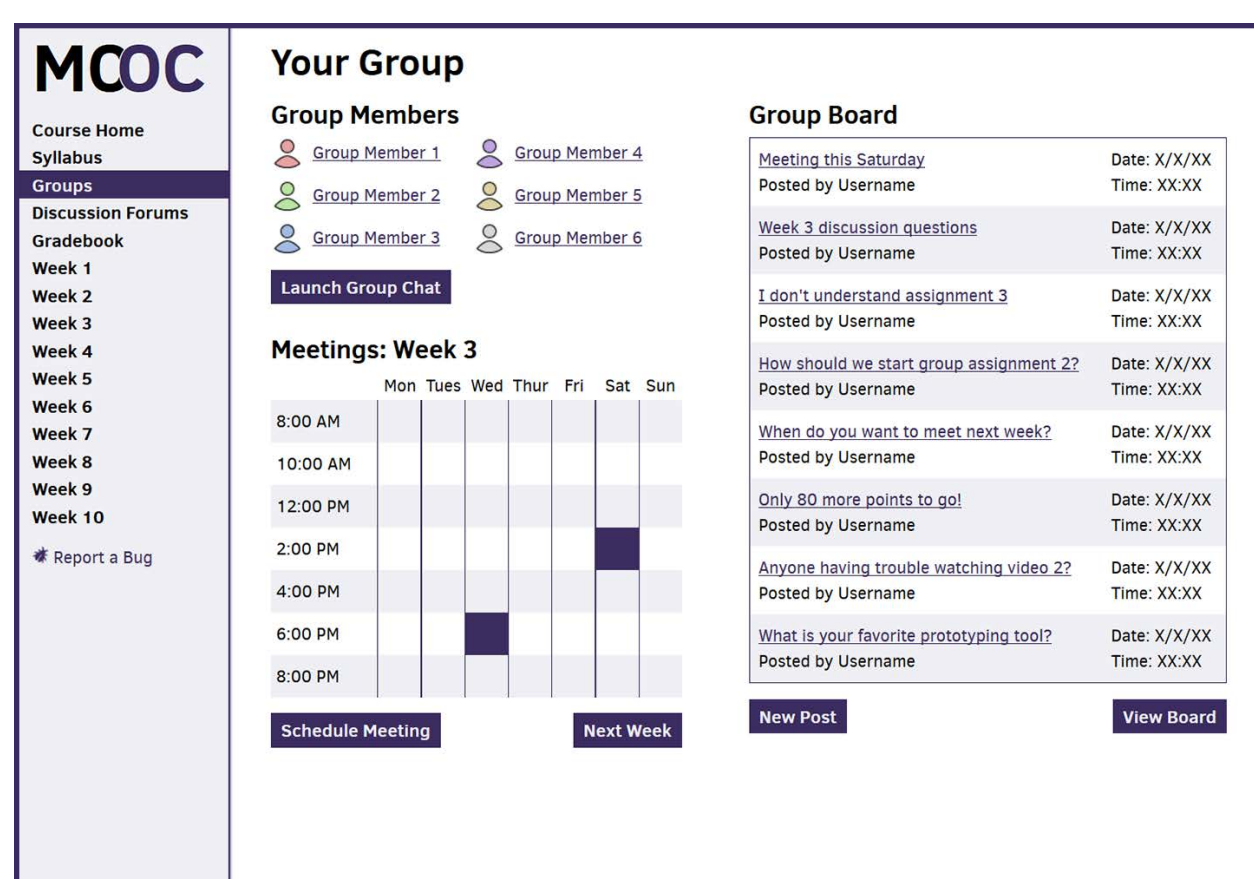 MOOC
Course Home
Syllabus
Groups
Discussion Forums
Gradebook
Week 1
Week 2
Week 3
Week 4
Week 5
Week 6
Week 7
Week 8
Week 9
Week 10
Report a Bug
Your Group
Group Members
Group Member 1 Group Member 4
Group Member 2 Group Member 5
Group Member 3 Group Member 6
Launch Group Chat
Meetings: Week 3
Mon Tues Wed Thur Fri Sat Sun
8:00 AM
10:00 AM
12:00 PM
2:00 PM
4:00 PM
6:00 PM
8:00 PM
Schedule Meeting Next Week
Group Board
Meeting this Saturday Date: X/X/XX
Posted by Username Time: XX:XX
Week 3 discussion questions Date: X/X/XX
Posted by Username Time: XX:XX
I don't understand assignment 3 Date: X/X/XX
Posted by Username Time: XX:XX
How should we start group assignment 2? Date: X/X/XX
Posted by Username Time: XX:XX
When do you want to meet next week? Date: X/X/XX
Posted by Username Time: XX:XX
Only 80 more points to go! Date: X/X/XX
Posted by Username Time: XX:XX
Anyone having trouble watching video 2? Date: X/X/XX
Posted by Username Time: XX:XX
What is your favorite prototyping tool? Date: X/X/XX
Posted by Username Time: XX:XX
New Post View Board